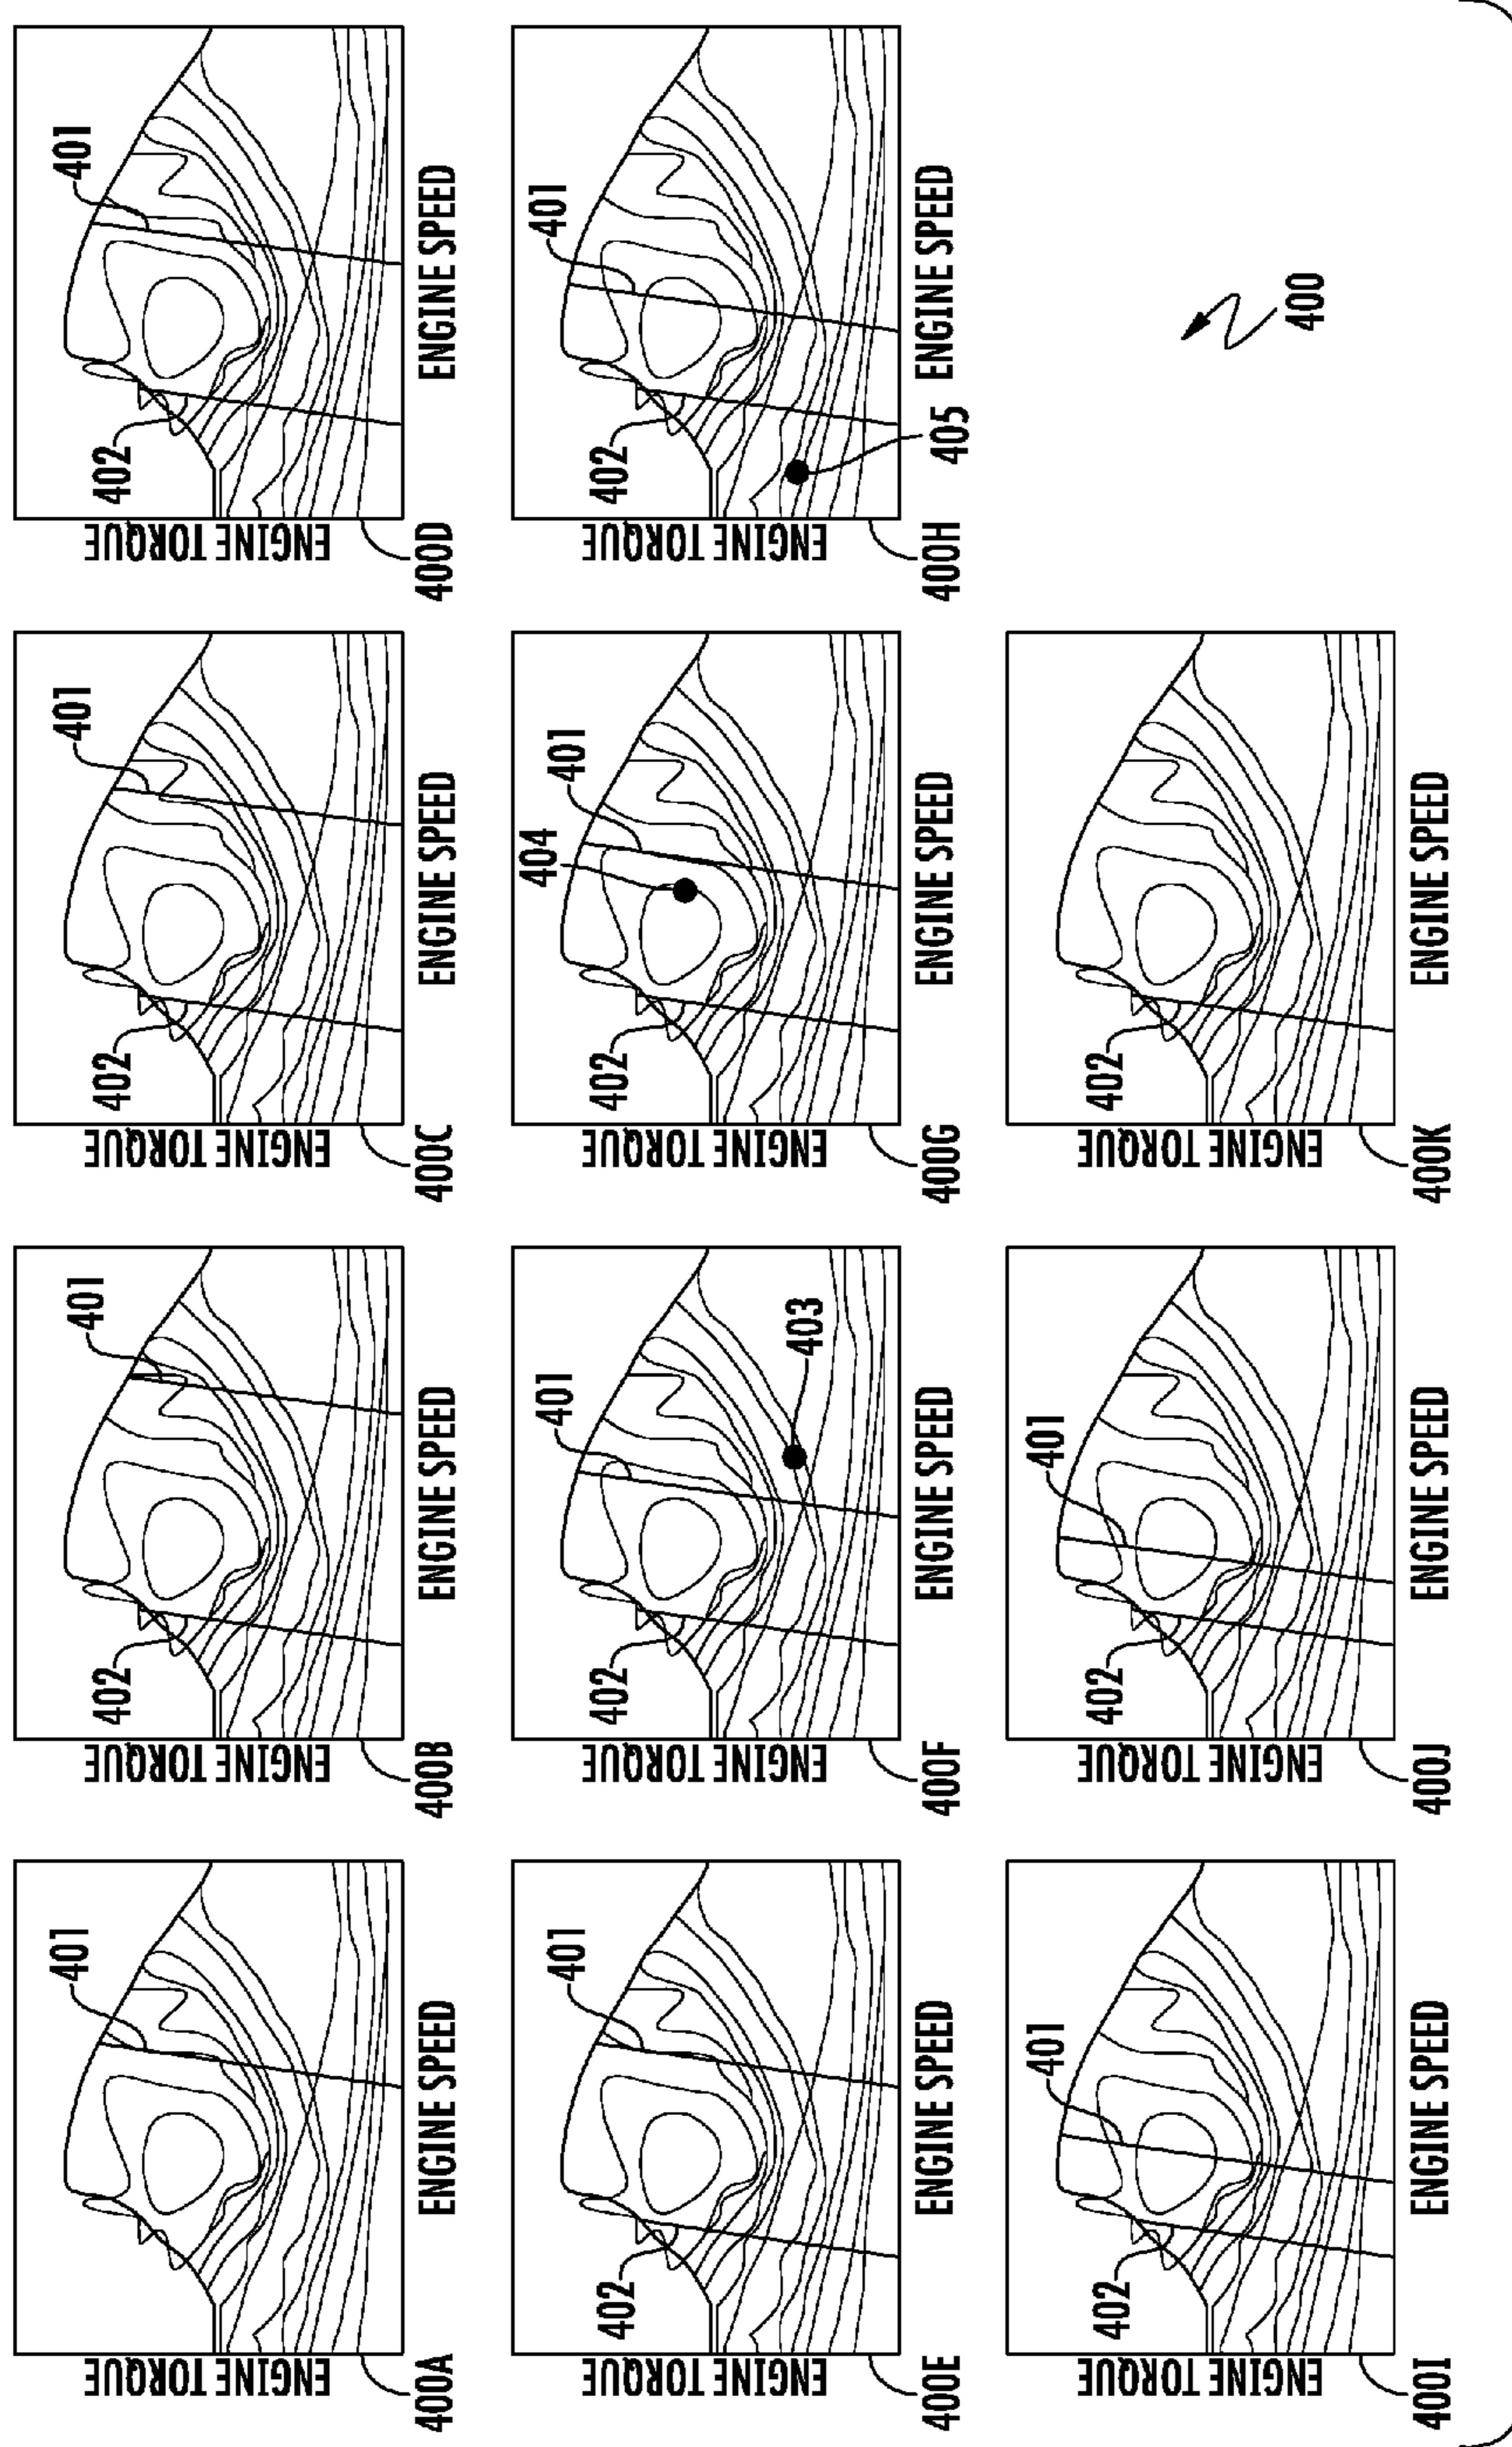 ENGINE TORQUE
401
400A
ENGINE SPEED
ENGINE TORQUE
402
401
400B
ENGINE SPEED
ENGINE TORQUE
402
401
400C
ENGINE SPEED
ENGINE TORQUE
402
401
400D
ENGINE SPEED
ENGINE TORQUE
402
401
400E
ENGINE SPEED
ENGINE TORQUE
402
401
403
400F
ENGINE SPEED
ENGINE TORQUE
402
404
401
400G
ENGINE SPEED
ENGINE TORQUE
402
401
405
400H
ENGINE SPEED
ENGINE TORQUE
402
401
400I
ENGINE SPEED
ENGINE TORQUE
402
401
400J
ENGINE SPEED
ENGINE TORQUE
402
400K
ENGINE SPEED
400